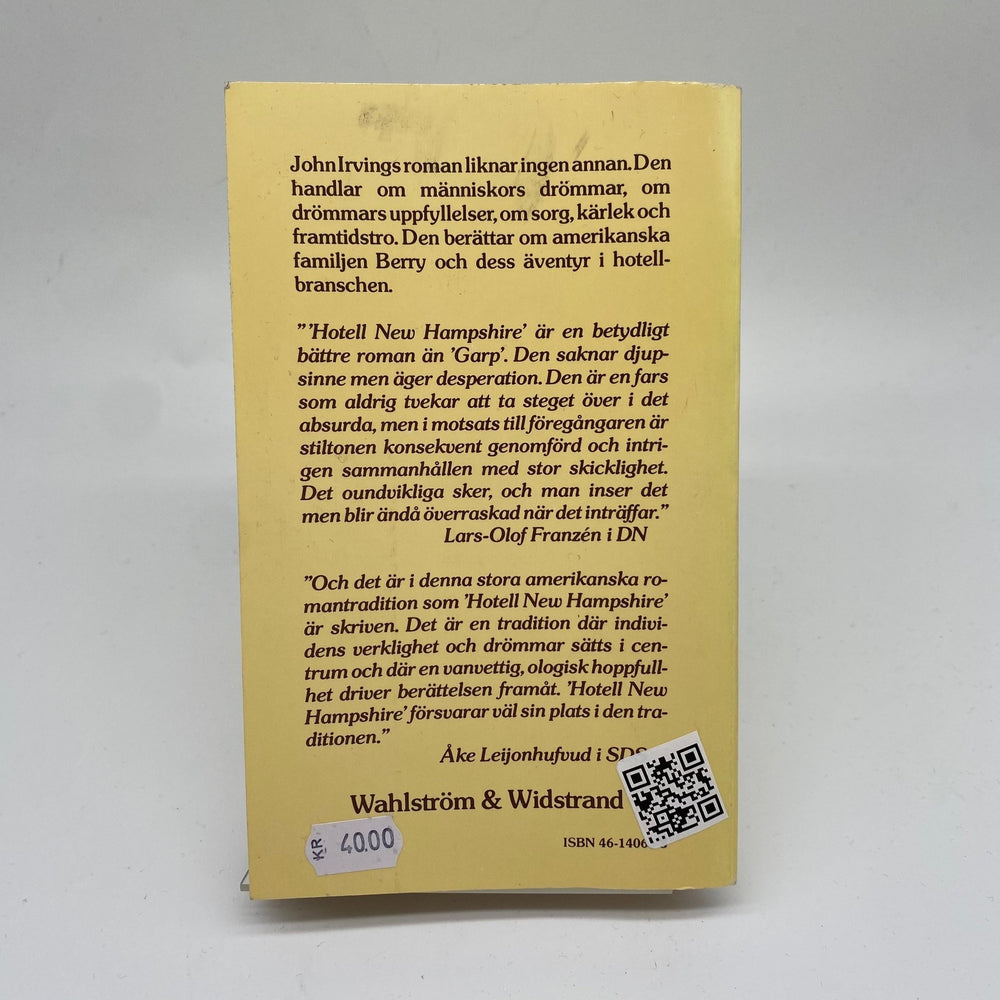 John Irvings roman liknar ingen annan. Den
handlar om människors drömmar, om
drömmars uppfyllelser, om sorg, kärlek och
framtidstro. Den berättar om amerikanska
familjen Berry och dess äventyr i hotell-
branschen.
”’Hotell New Hampshire’ är en betydligt
bättre roman än ’Garp’. Den saknar djup-
sinne men äger desperation. Den är en fars
som aldrig tvekar att ta steget över i det
absurda, men i motsats till föregångaren är
stiltonen konsekvent genomförd och intri-
gen sammanhållen med stor skicklighet.
Det oundvikliga sker, och man inser det
men blir ändå överraskad när det inträffar.”
Lars-Olof Franzén i DN
”Och det är i denna stora amerikanska ro-
mantradition som ’Hotell New Hampshire’
är skriven. Det är en tradition där indivi-
dens verklighet och drömmar sätts i cen-
trum och där en vanvettig, ologisk hoppfull-
het driver berättelsen framåt. ’Hotell New
Hampshire’ försvarar väl sin plats i den tra-
ditionen.”
Åke Leijonhufvud i SDS
Wahlström & Widstrand
KR 40.00
ISBN